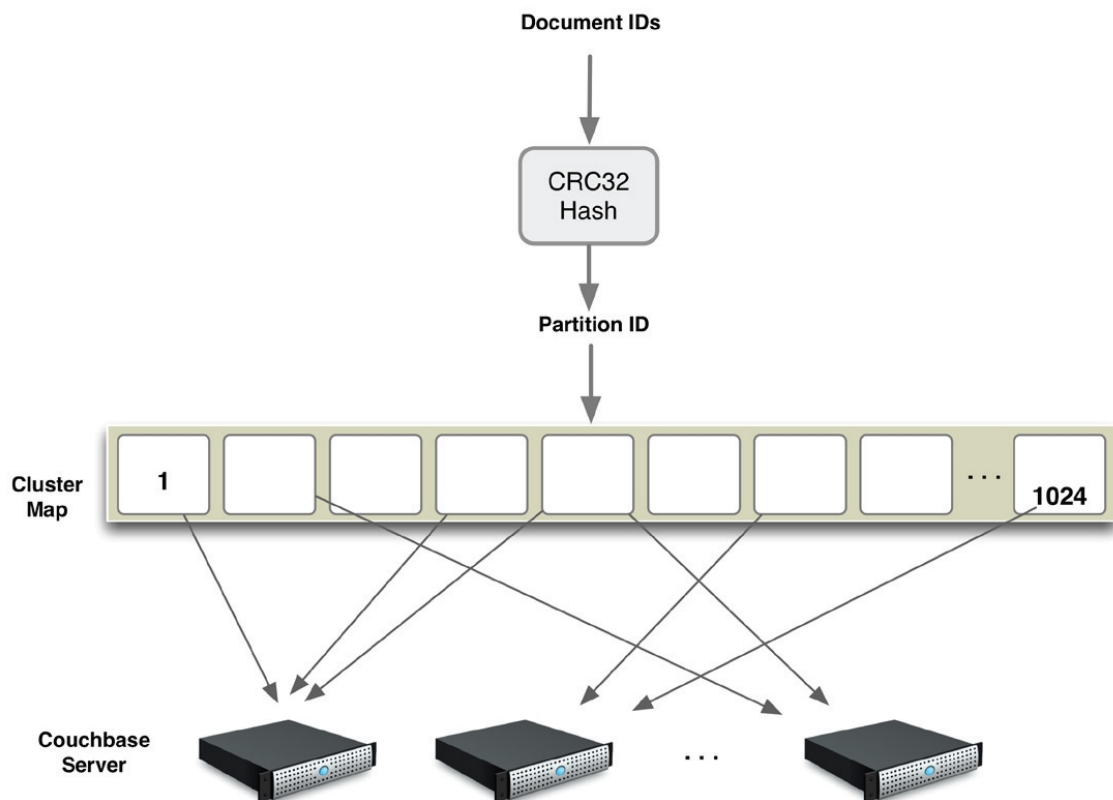 Document IDs
CRC32
Hash
Partition ID
Cluster
Map
1
...
1024
Couchbase
Server
...